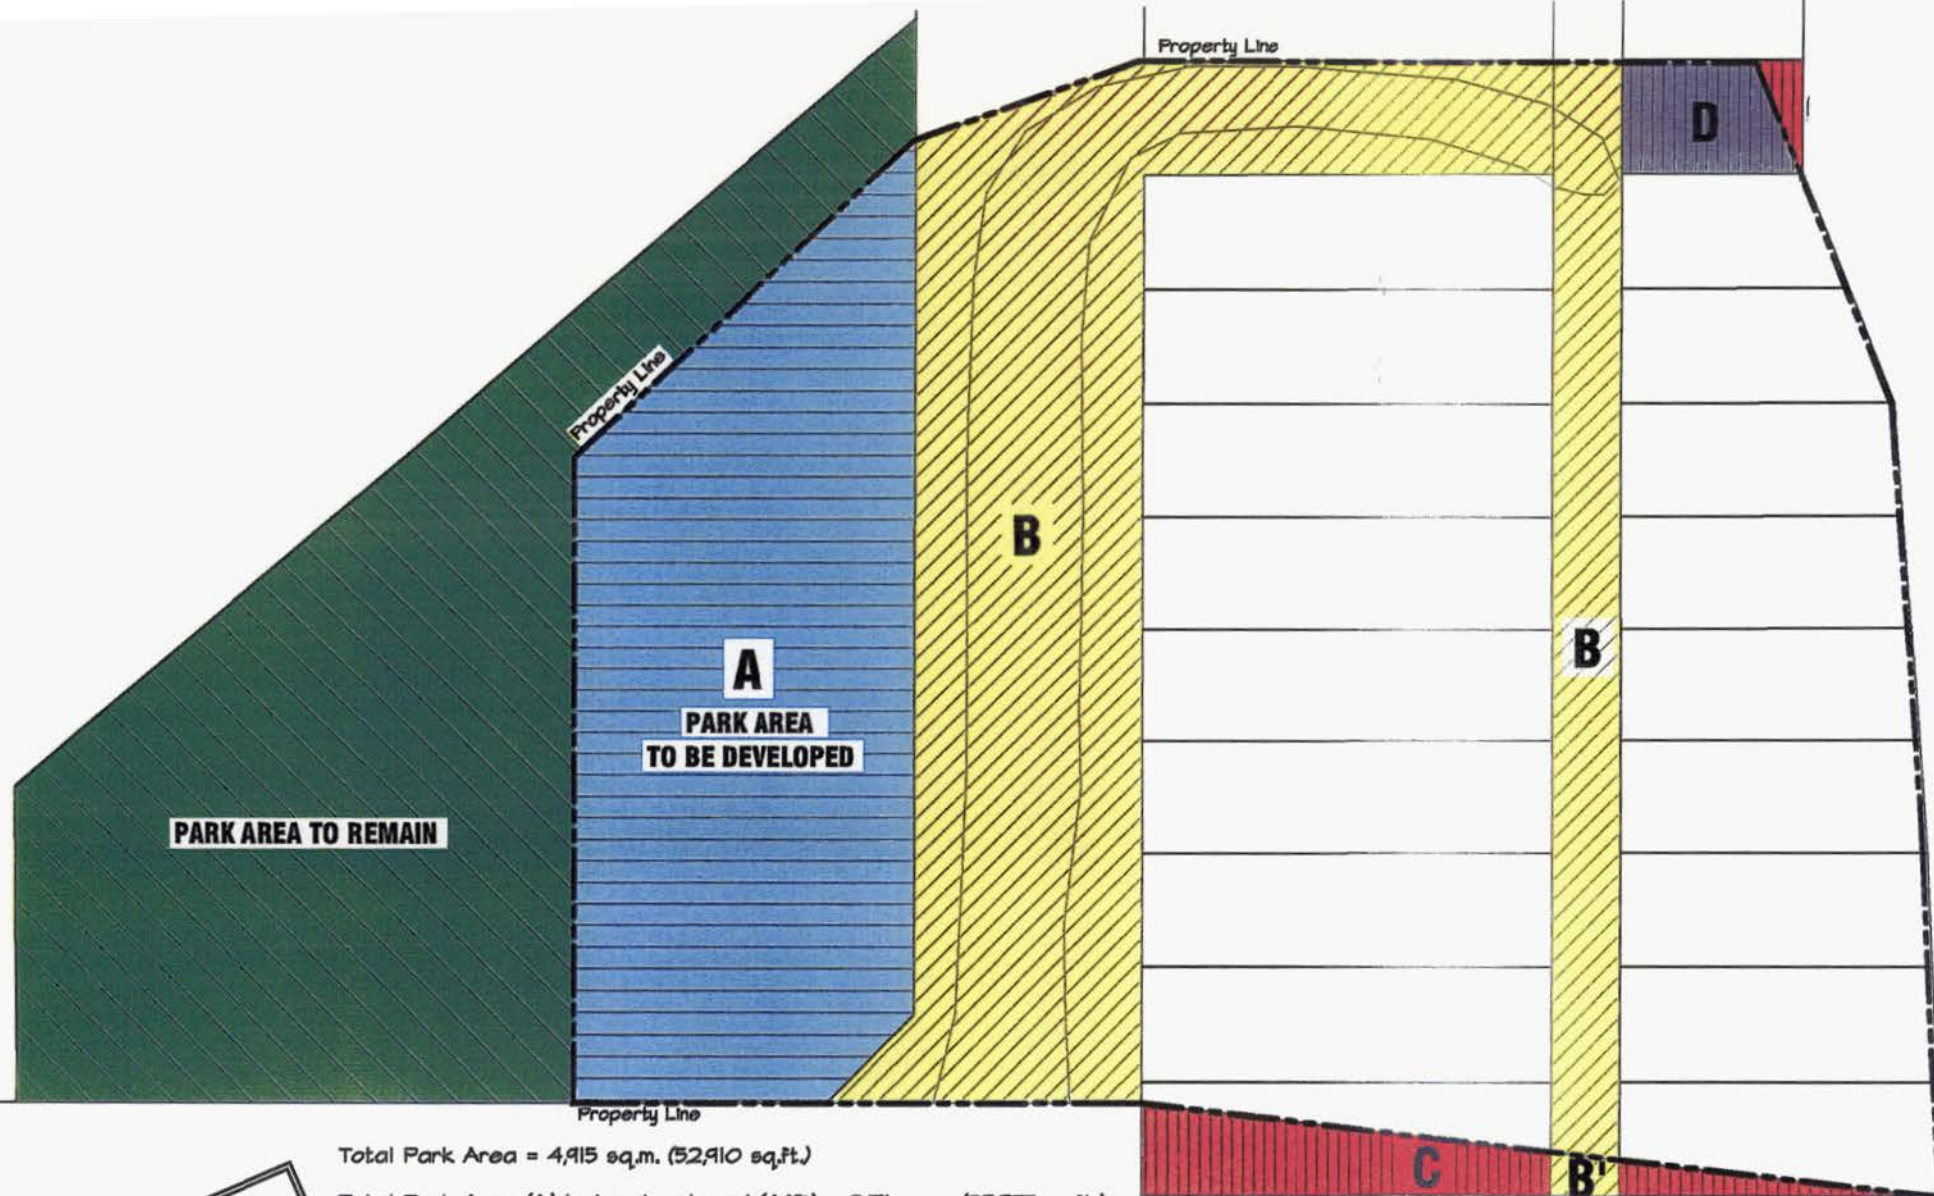 Property Line
D
Property Line
B
B
A
PARK AREA
TO BE DEVELOPED
PARK AREA TO REMAIN
Property Line
Total Park Area = 4,915 sq.m. (52,910 sq.ft.)
C
B'